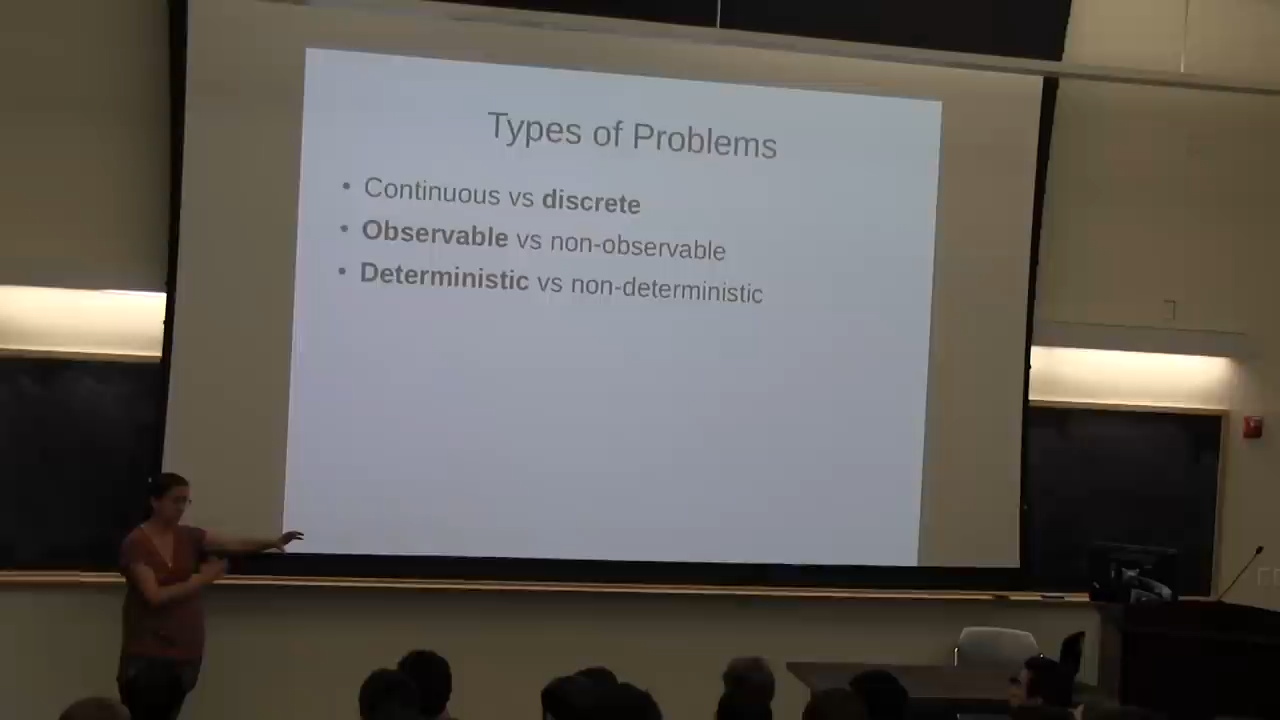 Types of Problems
• Continuous vs discrete
• Observable vs non-observable
• Deterministic vs non-deterministic